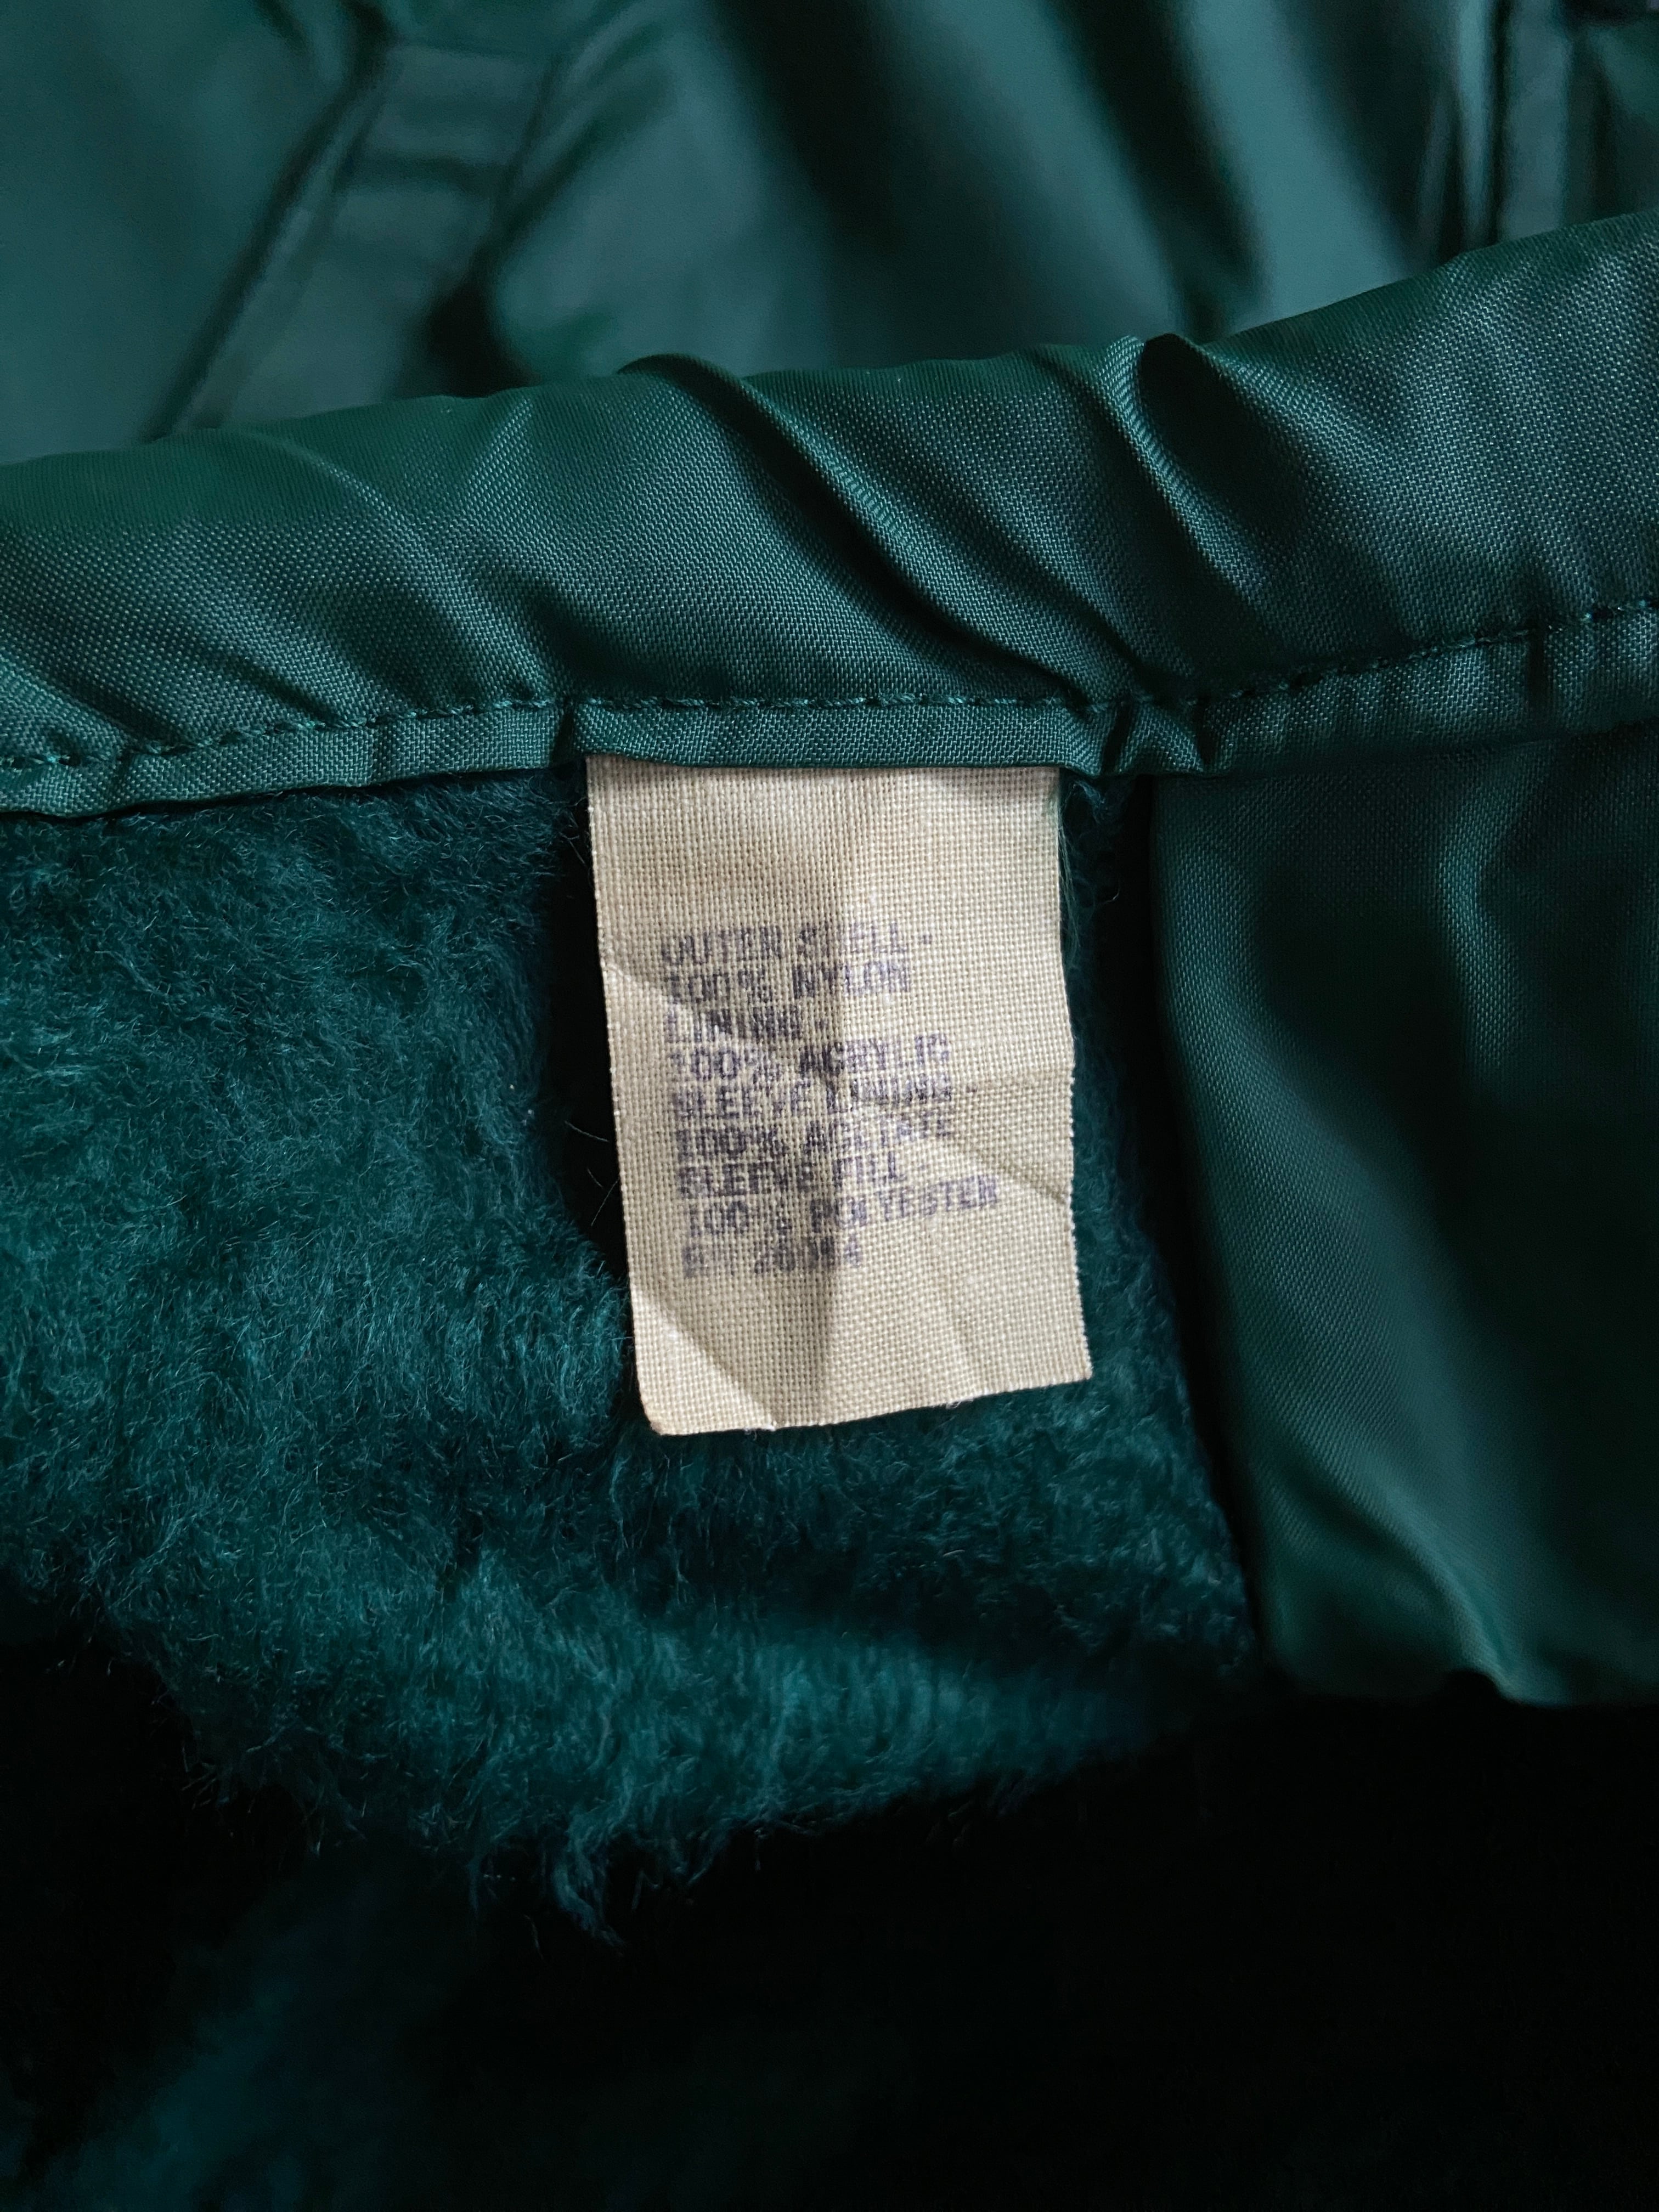 OUTER SHELL-
100% NYLON
LINING-
100% ACRYLIC
SLEEVE LINING
100% ACETATE
SLEEVE FILL-
100% POLYESTER